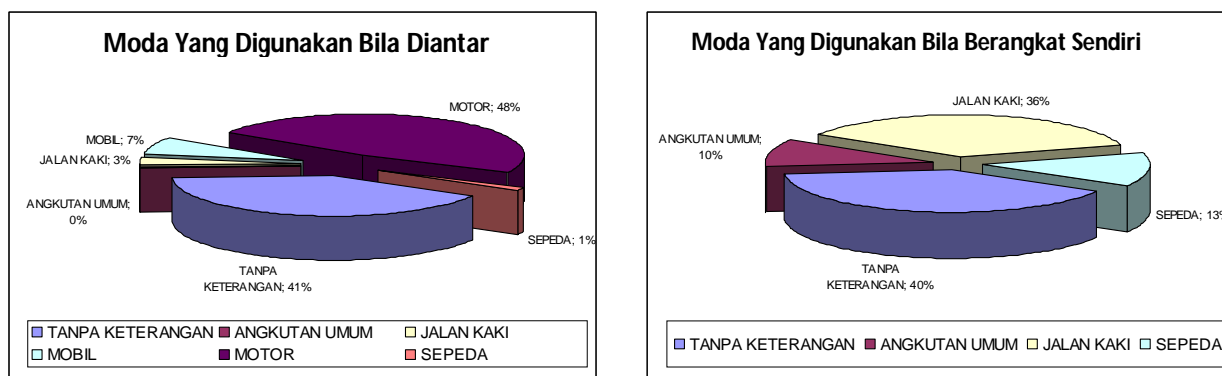 Moda Yang Digunakan Bila Diantar
MOTOR; 48%
MOBIL; 7%
JALAN KAKI; 3%
ANGKUTAN UMUM;
0%
SEPEDA; 1%
TANPA
KETERANGAN; 41%
TANPA KETERANGAN ANGKUTAN UMUM JALAN KAKI
MOBIL MOTOR SEPEDA
Moda Yang Digunakan Bila Berangkat Sendiri
JALAN KAKI; 36%
ANGKUTAN UMUM;
10%
SEPEDA; 13%
TANPA
KETERANGAN; 40%
TANPA KETERANGAN ANGKUTAN UMUM JALAN KAKI SEPEDA